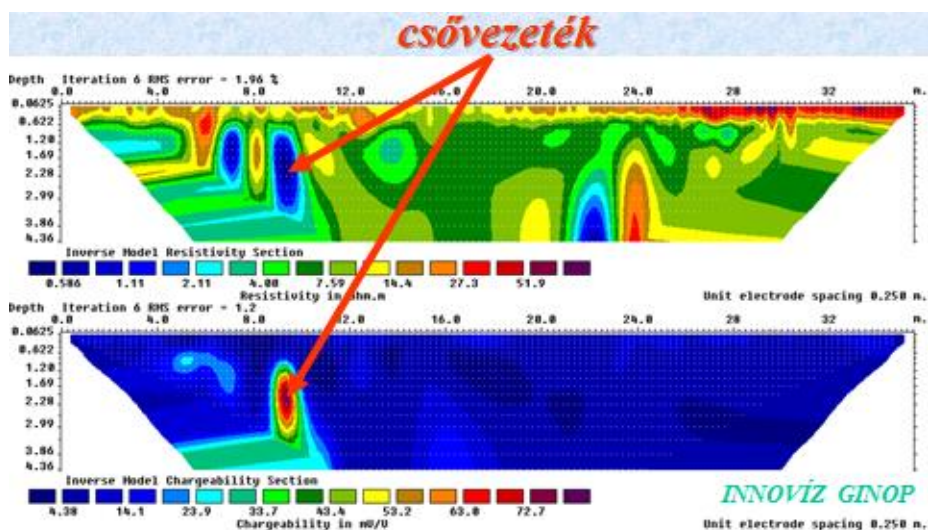 csővezeték
Depth Iteration 6 RMS error = 1.96 %
0.0 4.0 8.0 12.0 16.0 20.0 24.0 28 32 m.
0.0625
0.622
1.20
1.69
2.28
2.99
3.86
4.36
Inverse Model Resistivity Section
0.586 1.11 2.11 4.00 7.59 14.4 27.3 51.9
Resistivity in ohm.m
Unit electrode spacing 0.250 m.
Depth Iteration 6 RMS error = 1.2
0.0 4.0 8.0 12.0 16.0 20.0 24.0 28 32 m.
0.0625
0.622
1.20
1.69
2.28
2.99
3.86
4.36
Inverse Model Chargeability Section
4.38 14.1 23.9 33.7 43.4 53.2 63.0 72.7
Chargeability in mV/V
INNOVÍZ GINOP
Unit electrode spacing 0.250 m.